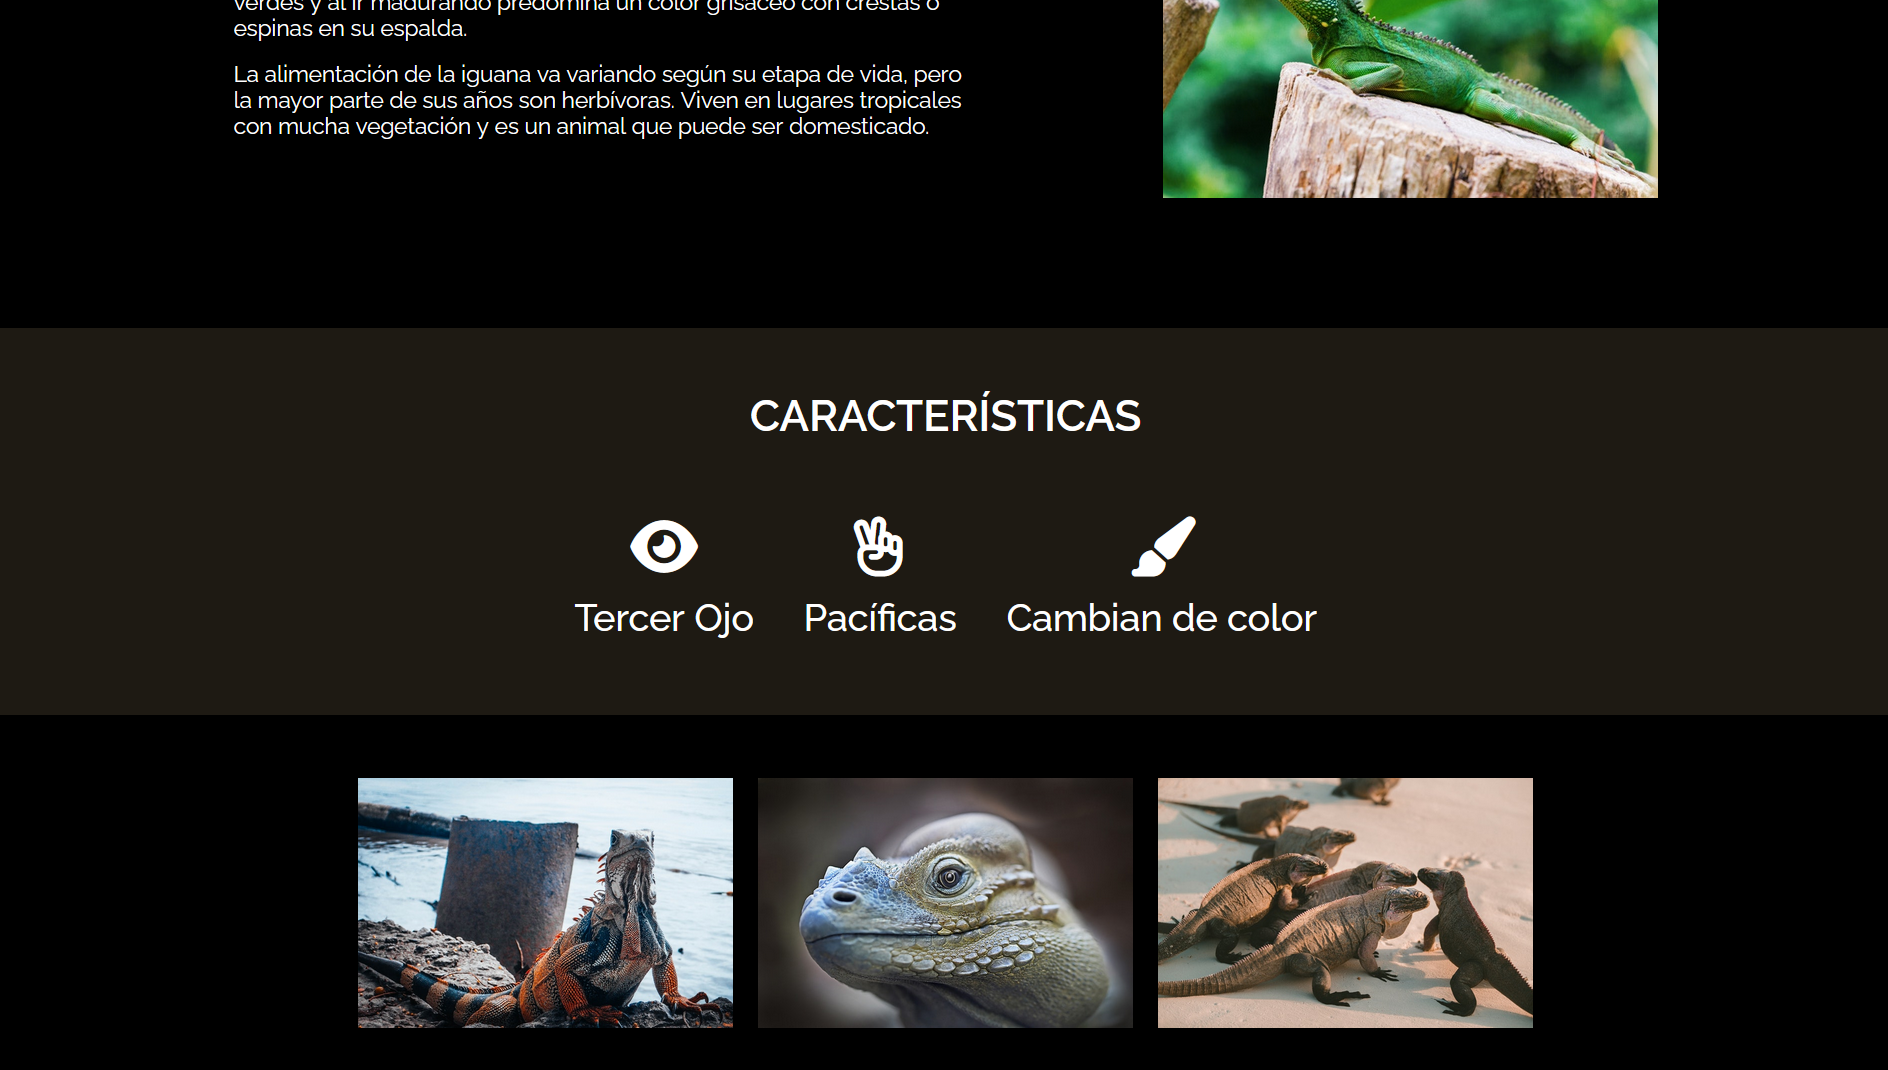 verdes y al ir madurando predomina un color grisáceo con crestas o
espinas en su espalda.
La alimentación de la iguana va variando según su etapa de vida, pero
la mayor parte de sus años son herbívoras. Viven en lugares tropicales
con mucha vegetación y es un animal que puede ser domesticado.
CARACTERÍSTICAS
Tercer Ojo
Pacíficas
Cambian de color